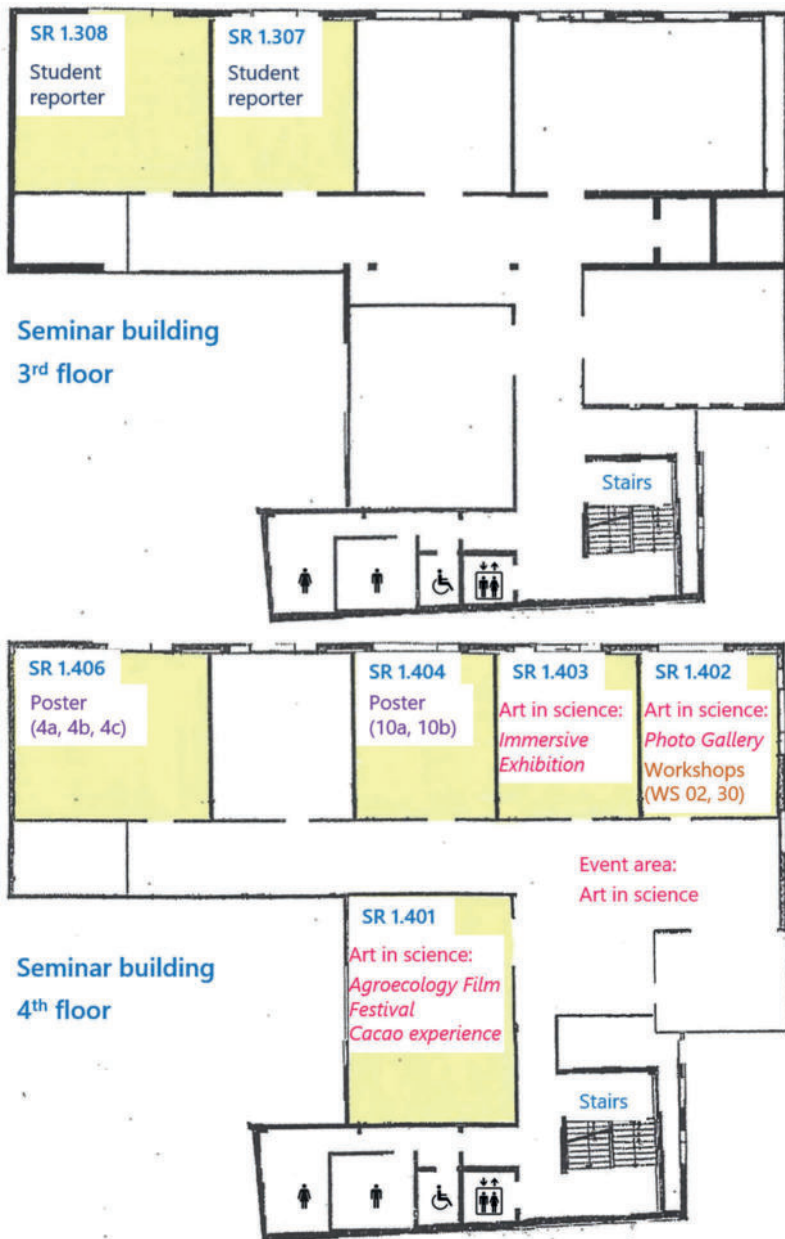 SR 1.308
Student
reporter
SR 1.307
Student
reporter
Seminar building
3rd floor
Stairs
SR 1.406
Poster
(4a, 4b, 4c)
SR 1.404
Poster
(10a, 10b)
SR 1.403
Art in science:
Immersive
Exhibition
SR 1.402
Art in science:
Photo Gallery
Workshops
(WS 02, 30)
Event area:
Art in science
SR 1.401
Art in science:
Agroecology Film
Festival
Cacao experience
Seminar building
4th floor
Stairs